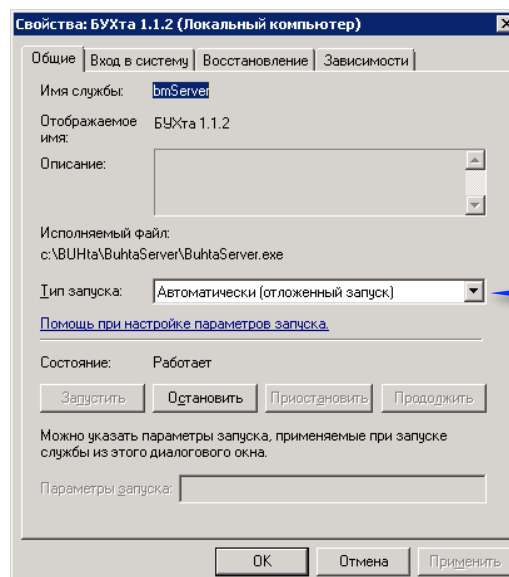 Свойства: БУХта 1.1.2 (Локальный компьютер)
Общие Вход в систему Восстановление Зависимости
Имя службы: bmServer
Отображаемое имя: БУХта 1.1.2
Описание:
Исполняемый файл:
c:\BUHta\BuhtaServer\BuhtaServer.exe
Тип запуска: Автоматически (отложенный запуск)
Помощь при настройке параметров запуска.
Состояние: Работает
Запустить Остановить Приостановить Продолжить
Можно указать параметры запуска, применяемые при запуске
службы из этого диалогового окна.
Параметры запуска:
OK Отмена Применить